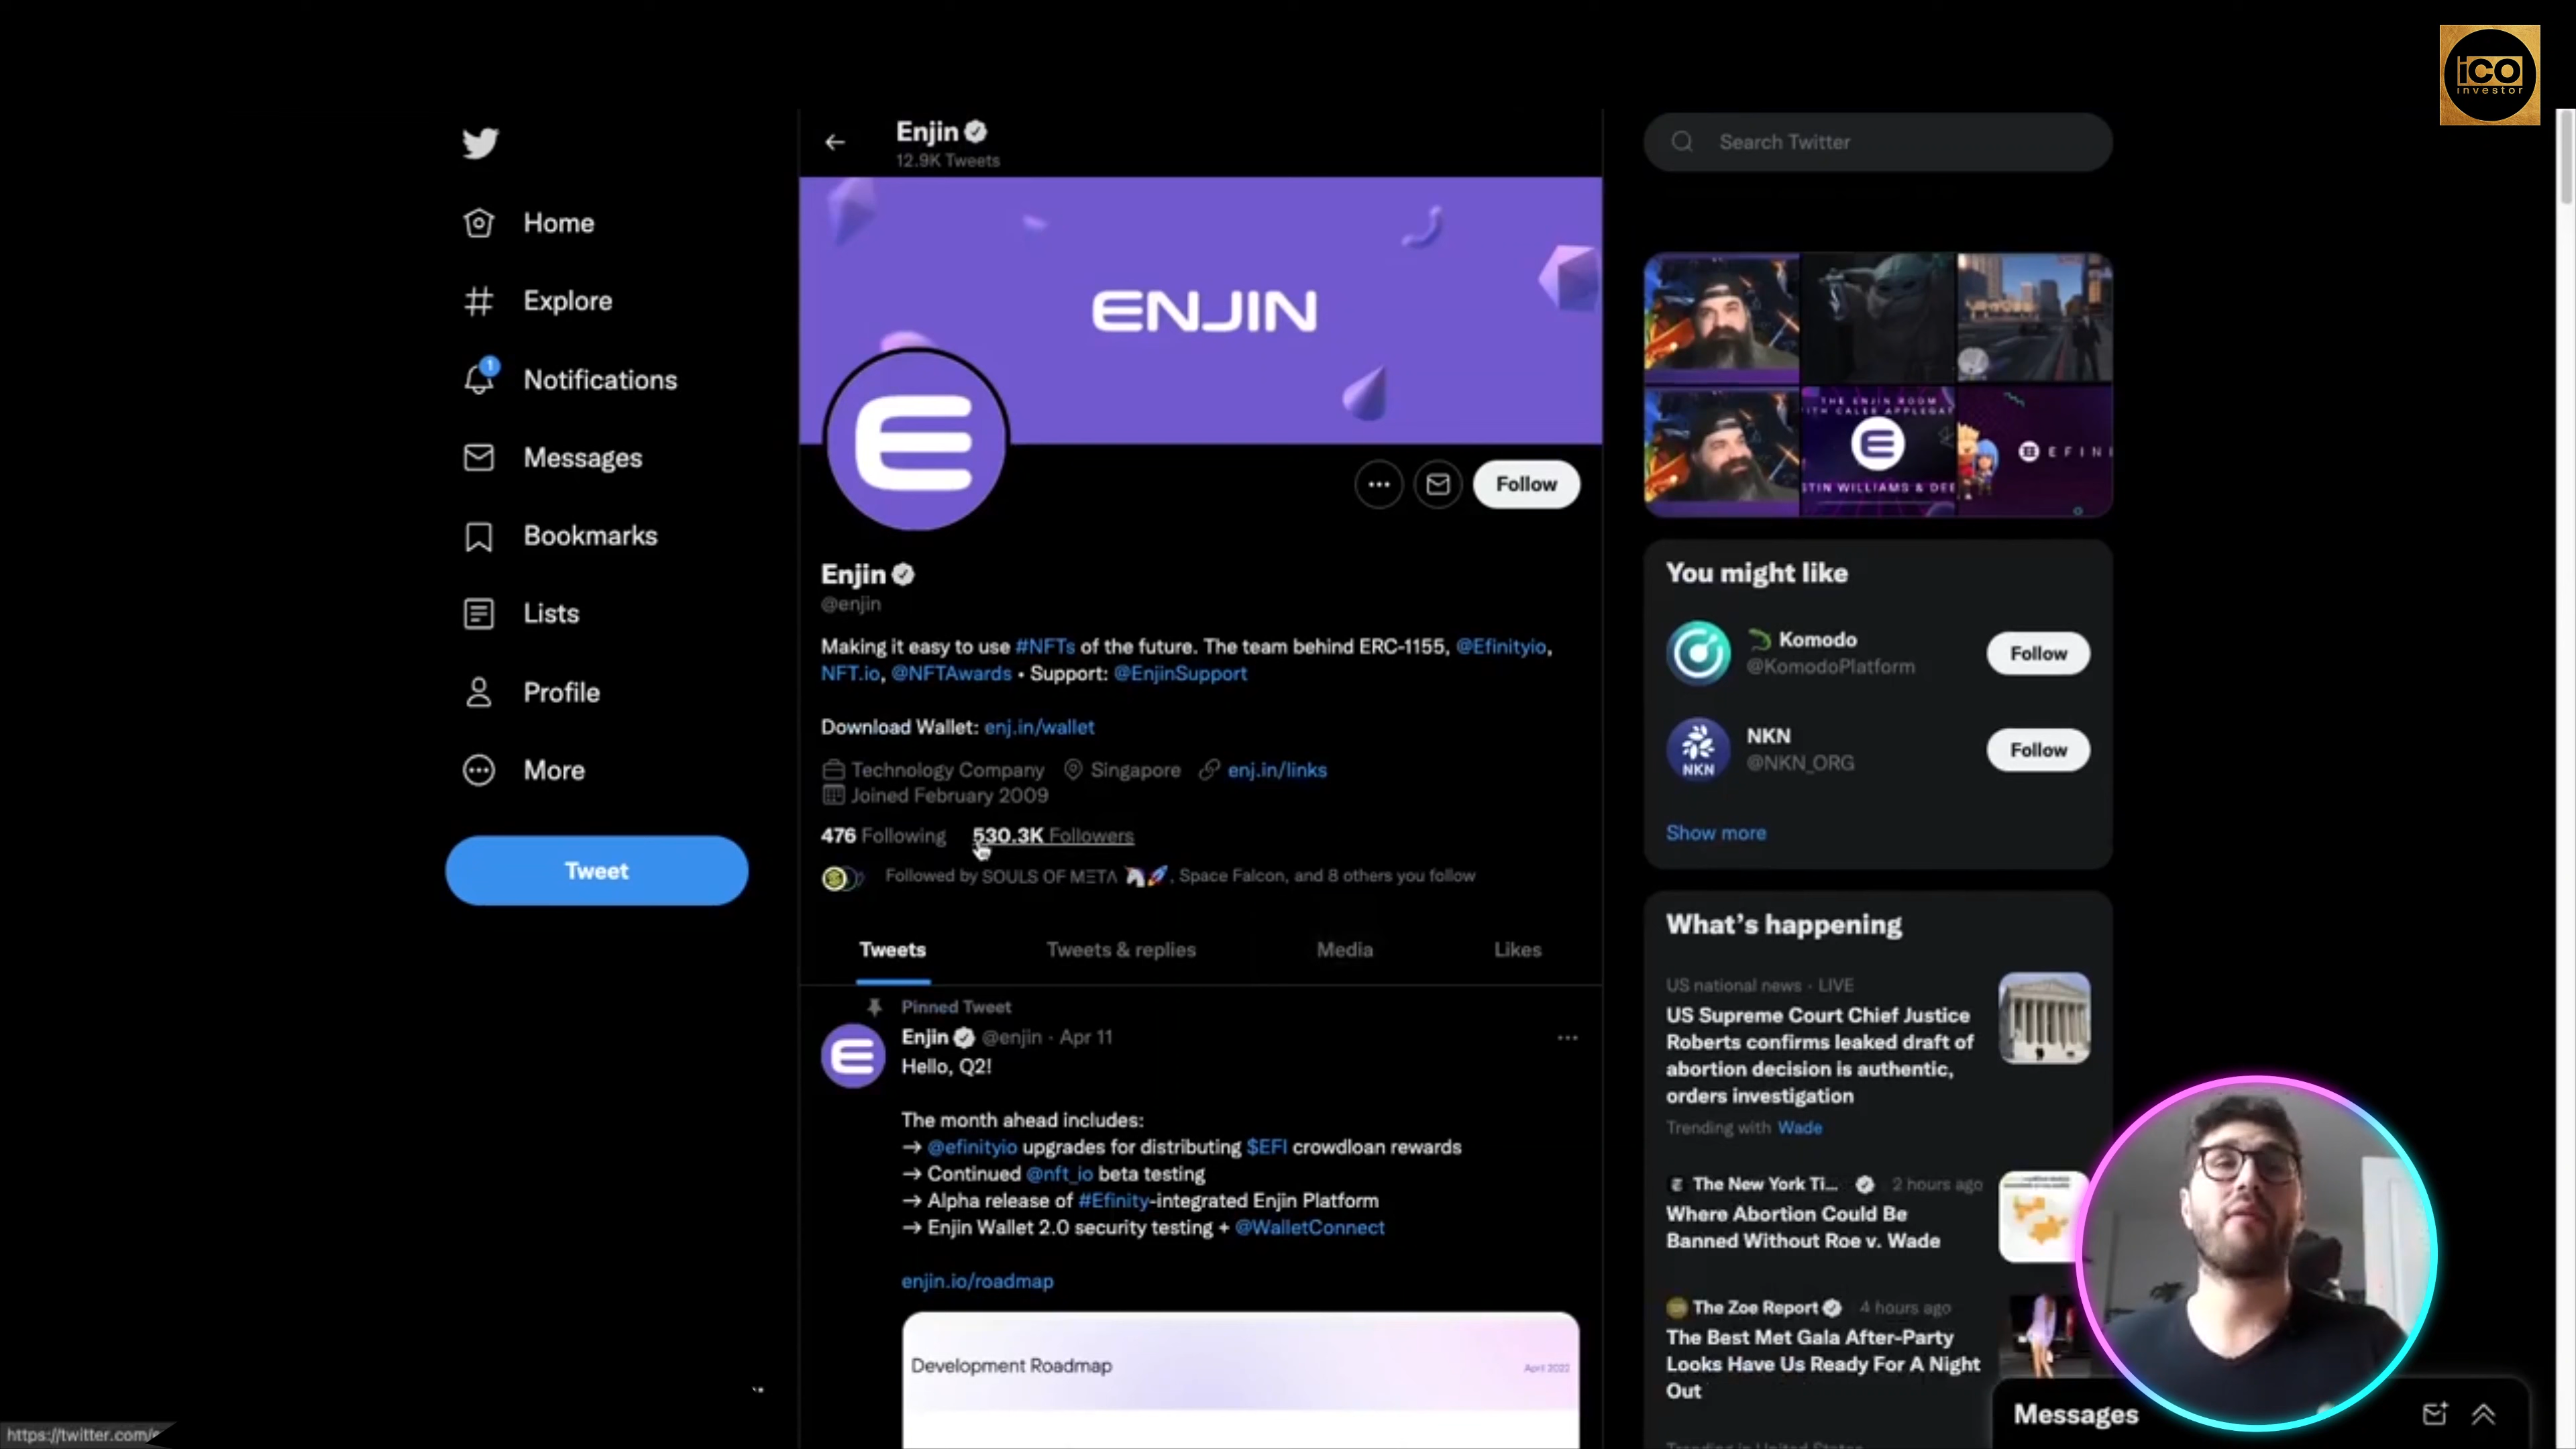 iCO
investor
Home
Explore
1
Notifications
Messages
Bookmarks
Lists
Profile
More
Tweet
Enjin
12.9K Tweets
ENJIN
Follow
Enjin
@enjin
Making it easy to use #NFTs of the future. The team behind ERC-1155, @Efinityio,
NFT.io, @NFTAwards • Support: @EnjinSupport
Download Wallet: enj.in/wallet
Technology Company Singapore enj.in/links
Joined February 2009
476 Following 530.3K Followers
Followed by SOULS OF MΞTΛ 🦄🚀, Space Falcon, and 8 others you follow
Tweets Tweets & replies Media Likes
Pinned Tweet
Enjin @enjin · Apr 11
Hello, Q2!
The month ahead includes:
→ @efinityio upgrades for distributing $EFI crowdloan rewards
→ Continued @nft_io beta testing
→ Alpha release of #Efinity-integrated Enjin Platform
→ Enjin Wallet 2.0 security testing + @WalletConnect
enjin.io/roadmap
Development Roadmap
April 2022
Search Twitter
THE ENJIN ROOM
ITH CALEB APPLEGAT
STIN WILLIAMS & DEE
EFINI
You might like
Komodo
@KomodoPlatform
Follow
NKN
NKN
@NKN_ORG
Follow
Show more
What's happening
US national news · LIVE
US Supreme Court Chief Justice
Roberts confirms leaked draft of
abortion decision is authentic,
orders investigation
Trending with Wade
The New York Ti... 2 hours ago
Where Abortion Could Be
Banned Without Roe v. Wade
The Zoe Report 4 hours ago
The Best Met Gala After-Party
Looks Have Us Ready For A Night
Out
Messages
https://twitter.com/